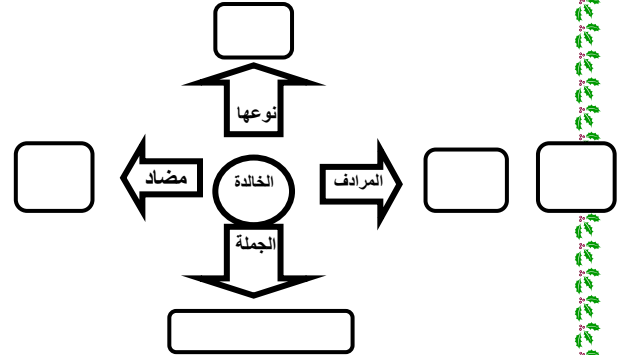 نوعها
المرادف
الخالدة
مضاد
الجملة